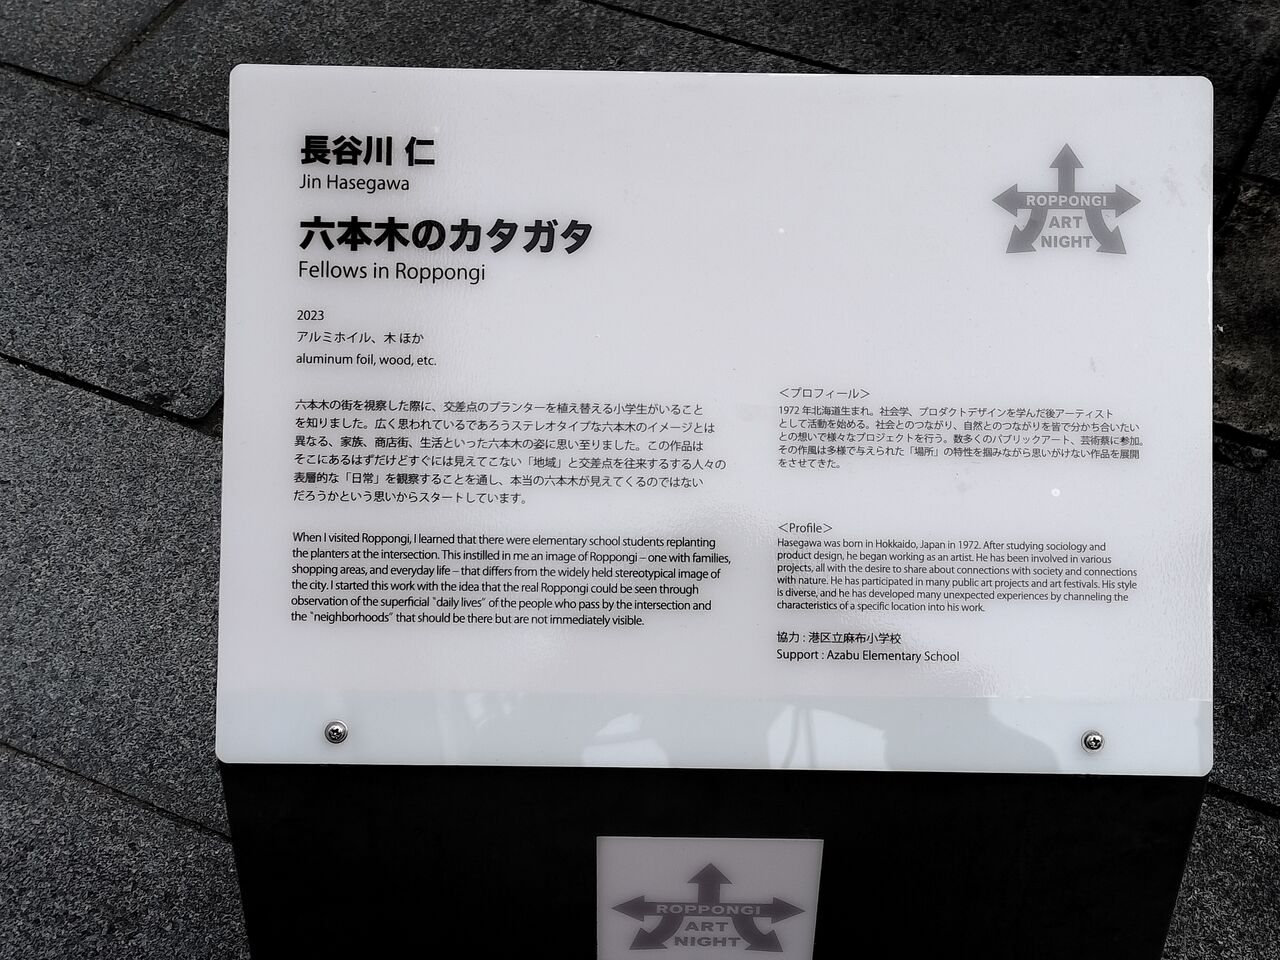 長谷川 仁
Jin Hasegawa
六本木のカタガタ
Fellows in Roppongi
2023
アルミホイル、木 ほか
aluminum foil, wood, etc.
六本木の街を視察した際に、交差点のプランターを植え替える小学生がいること
を知りました。広く思われているであろうステレオタイプな六本木のイメージとは
異なる、家族、商店街、生活といった六本木の姿に思い至りました。この作品は
そこにあるはずだけどすぐには見えてこない「地域」と交差点を往来するする人々の
表層的な「日常」を観察することを通し、本当の六本木が見えてくるのではない
だろうかという思いからスタートしています。
When I visited Roppongi, I learned that there were elementary school students replanting
the planters at the intersection. This instilled in me an image of Roppongi – one with families,
shopping areas, and everyday life – that differs from the widely held stereotypical image of
the city. I started this work with the idea that the real Roppongi could be seen through
observation of the superficial "daily lives" of the people who pass by the intersection and
the "neighborhoods" that should be there but are not immediately visible.
ROPPONGI
ART
NIGHT
＜プロフィール＞
1972 年北海道生まれ。社会学、プロダクトデザインを学んだ後アーティスト
として活動を始める。社会とのつながり、自然とのつながりを皆で分かち合いたい
との想いで様々なプロジェクトを行う。数多くのパブリックアート、芸術祭に参加。
その作風は多様で与えられた「場所」の特性を掴みながら思いがけない作品を展開
をさせてきた。
＜Profile＞
Hasegawa was born in Hokkaido, Japan in 1972. After studying sociology and
product design, he began working as an artist. He has been involved in various
projects, all with the desire to share about connections with society and connections
with nature. He has participated in many public art projects and art festivals. His style
is diverse, and he has developed many unexpected experiences by channeling the
characteristics of a specific location into his work.
協力 : 港区立麻布小学校
Support : Azabu Elementary School
ROPPONGI
ART
NIGHT